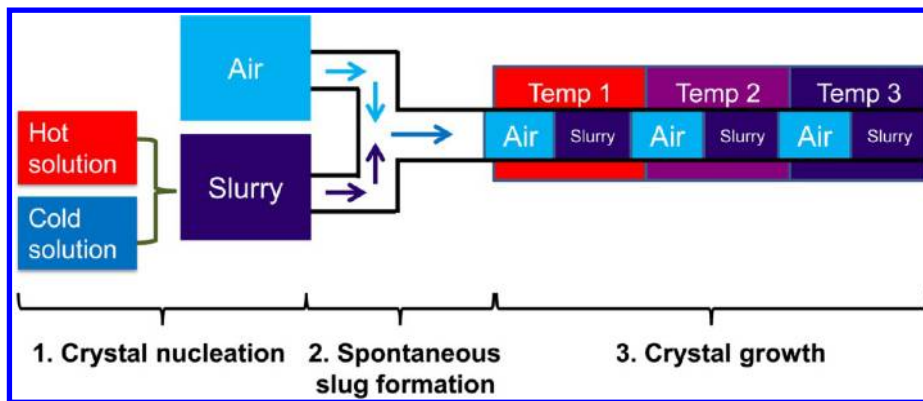 Air
Hot
solution
Cold
solution
Slurry
Temp 1
Temp 2
Temp 3
Air
Slurry
Air
Slurry
Air
Slurry
1. Crystal nucleation
2. Spontaneous
slug formation
3. Crystal growth